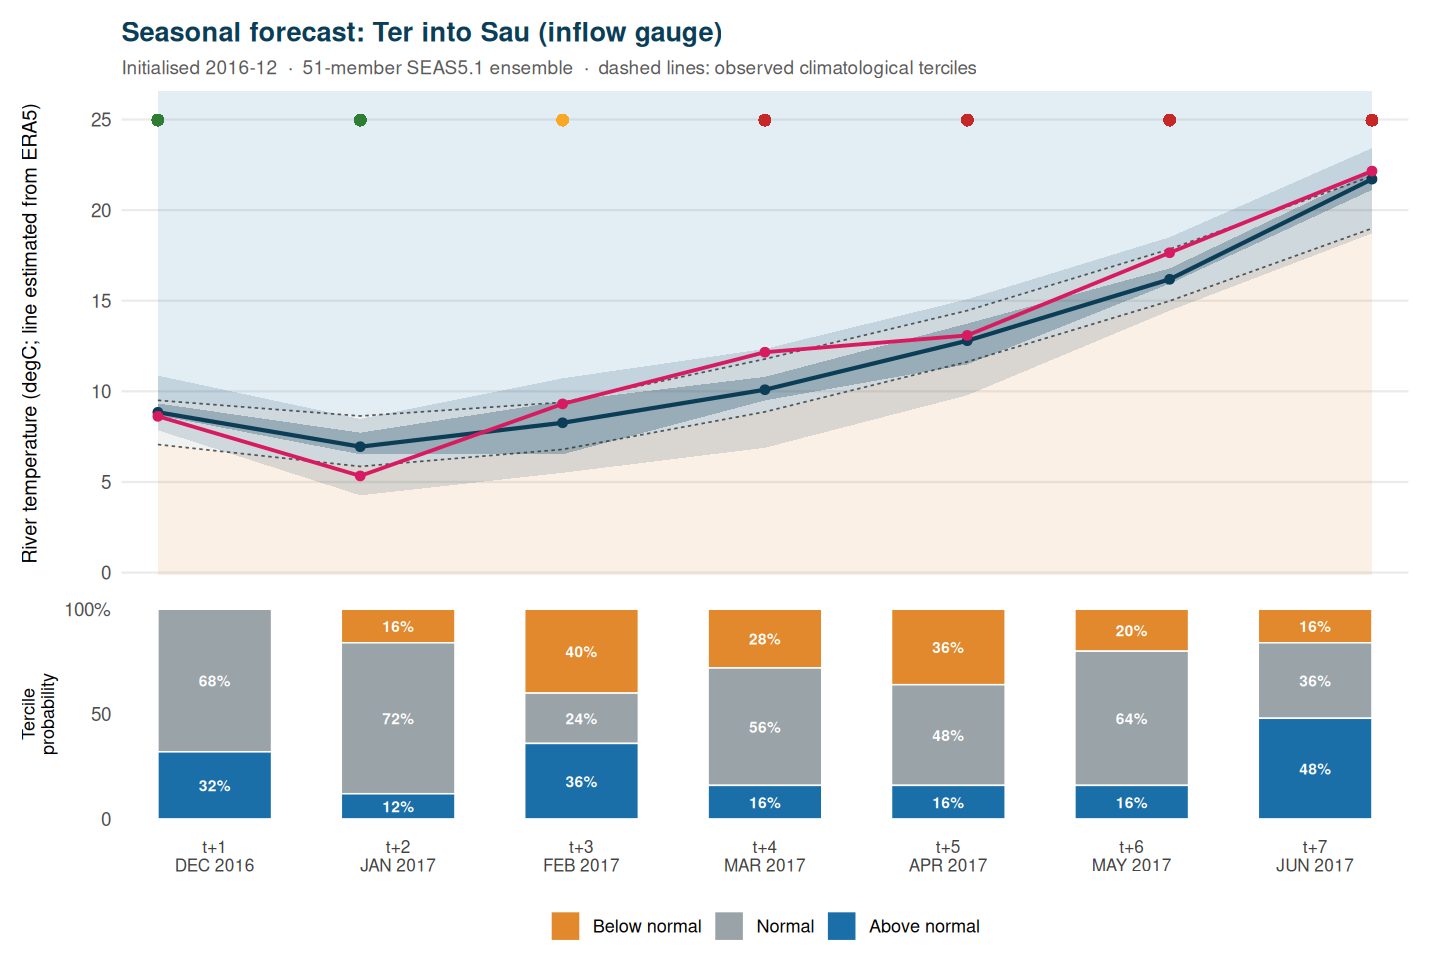 Seasonal forecast: Ter into Sau (inflow gauge)
Initialised 2016-12 · 51-member SEAS5.1 ensemble · dashed lines: observed climatological terciles
River temperature (degC; line estimated from ERA5)
25
20
15
10
5
0
Tercile
probability
100%
50
0
68%
32%
16%
72%
12%
40%
24%
36%
28%
56%
16%
36%
48%
16%
20%
64%
16%
16%
36%
48%
t+1
DEC 2016
t+2
JAN 2017
t+3
FEB 2017
t+4
MAR 2017
t+5
APR 2017
t+6
MAY 2017
t+7
JUN 2017
Below normal
Normal
Above normal